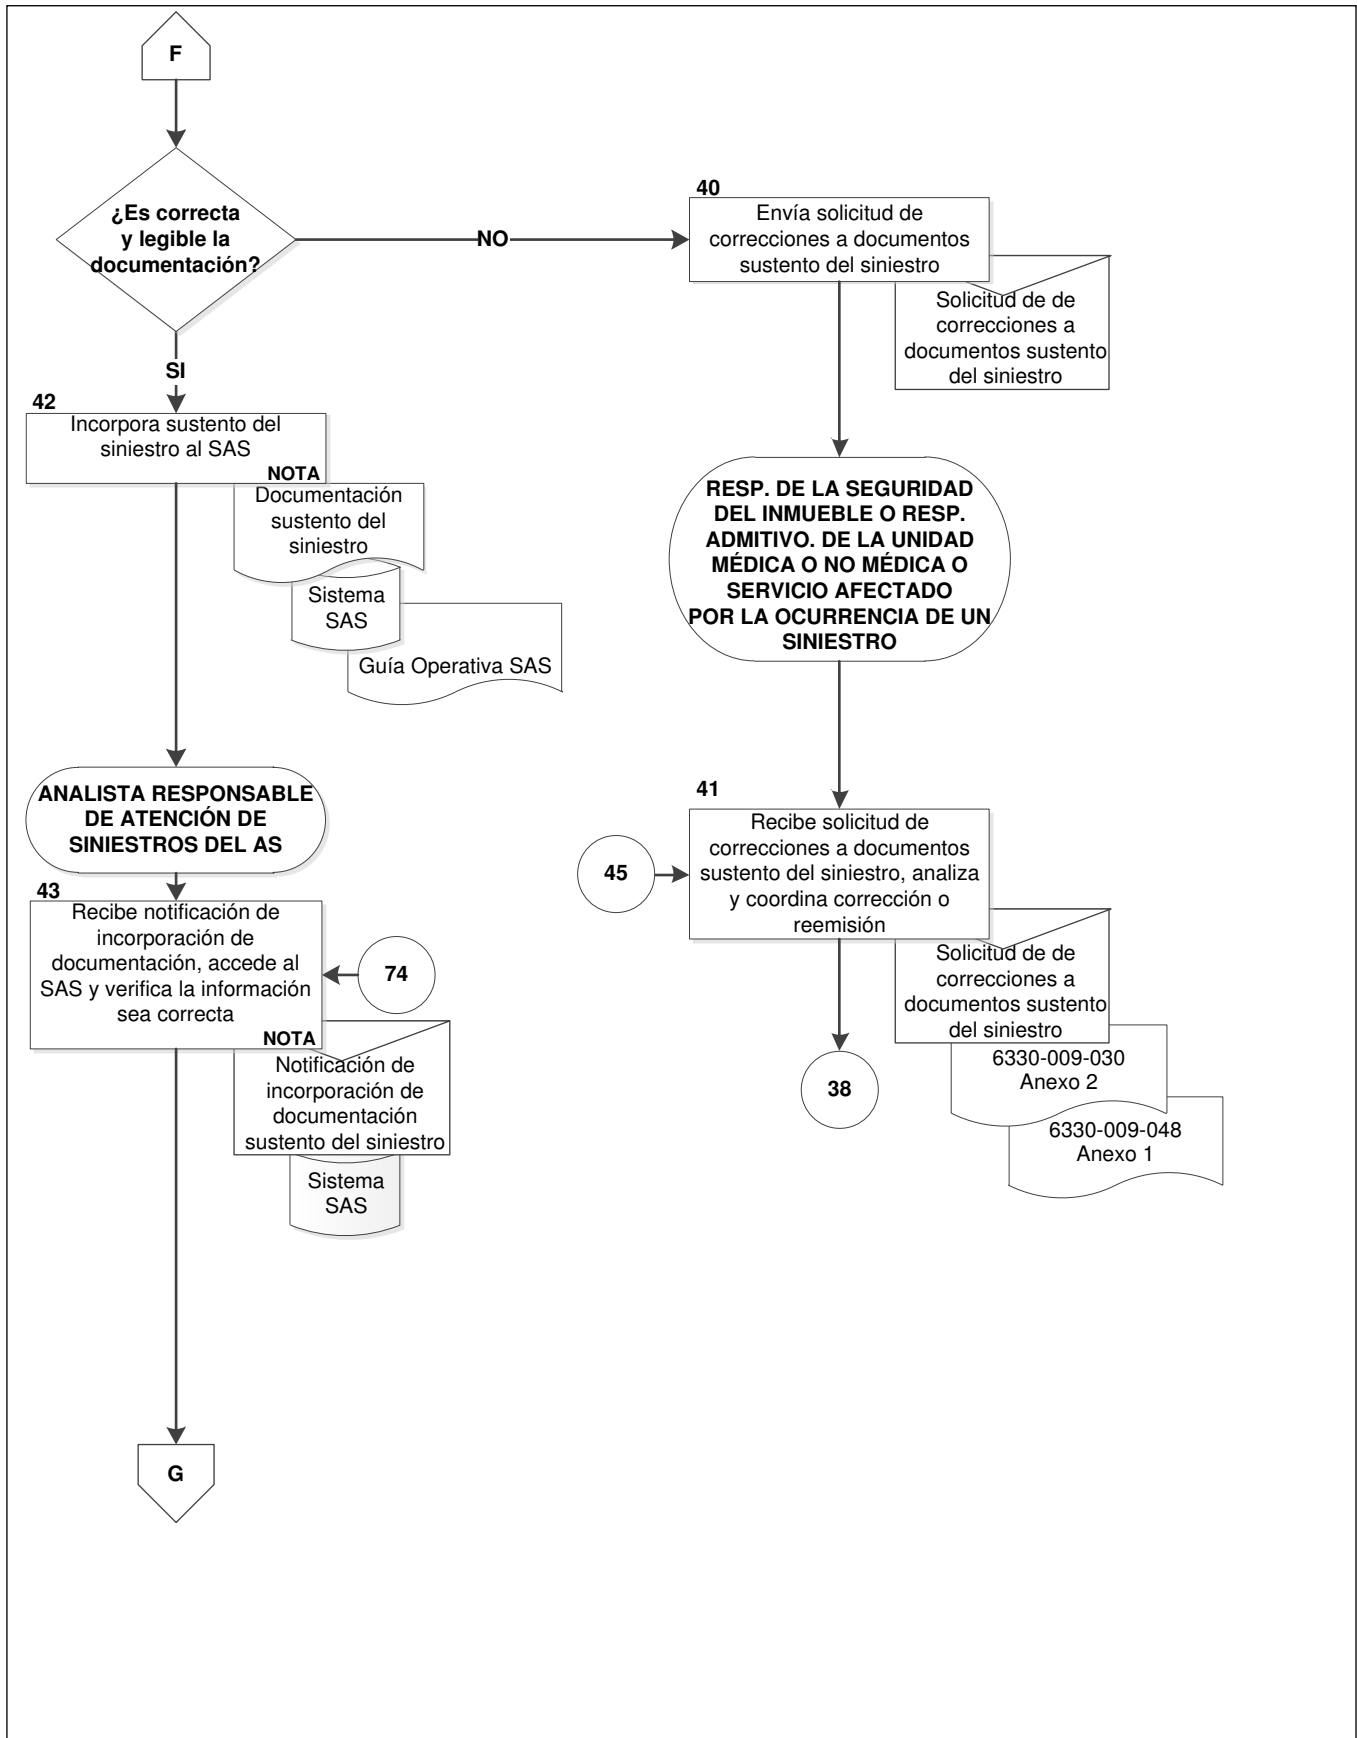 F
¿Es correcta
y legible la
documentación?
NO
SI
40
Envía solicitud de
correcciones a documentos
sustento del siniestro
Solicitud de de
correcciones a
documentos sustento
del siniestro
42
Incorpora sustento del
siniestro al SAS
NOTA
Documentación
sustento del
siniestro
Sistema
SAS
Guía Operativa SAS
RESP. DE LA SEGURIDAD
DEL INMUEBLE O RESP.
ADMITIVO. DE LA UNIDAD
MÉDICA O NO MÉDICA O
SERVICIO AFECTADO
POR LA OCURRENCIA DE UN
SINIESTRO
ANALISTA RESPONSABLE
DE ATENCIÓN DE
SINIESTROS DEL AS
41
Recibe solicitud de
correcciones a documentos
sustento del siniestro, analiza
y coordina corrección o
reemisión
45
Solicitud de de
correcciones a
documentos sustento
del siniestro
6330-009-030
Anexo 2
6330-009-048
Anexo 1
38
43
Recibe notificación de
incorporación de
documentación, accede al
SAS y verifica la información
sea correcta
NOTA
74
Notificación de
incorporación de
documentación
sustento del siniestro
Sistema
SAS
G